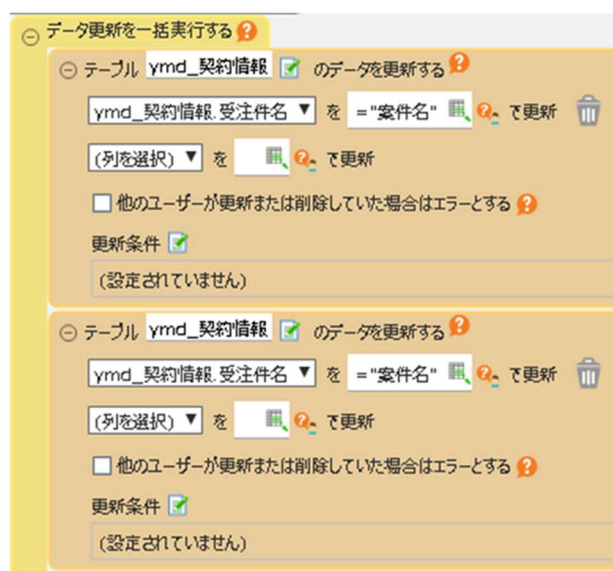 データ更新を一括実行する
テーブル ymd_契約情報 のデータを更新する
ymd_契約情報.受注件名 ▼ を ="案件名" で更新
(列を選択) ▼ を で更新
他のユーザーが更新または削除していた場合はエラーとする
更新条件
(設定されていません)
テーブル ymd_契約情報 のデータを更新する
ymd_契約情報.受注件名 ▼ を ="案件名" で更新
(列を選択) ▼ を で更新
他のユーザーが更新または削除していた場合はエラーとする
更新条件
(設定されていません)